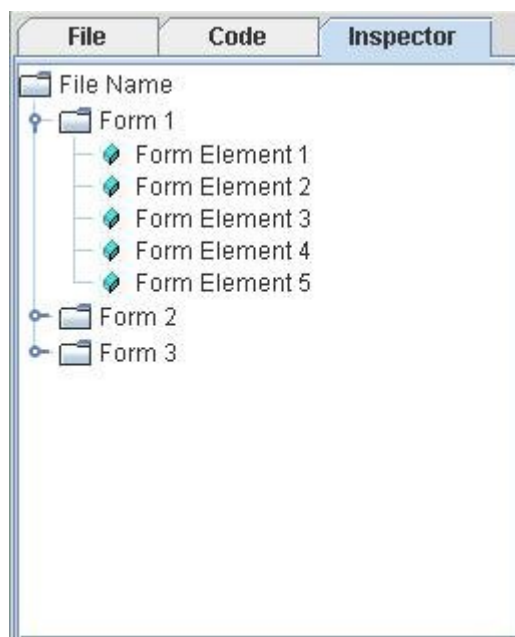 File Code Inspector
File Name
Form 1
Form Element 1
Form Element 2
Form Element 3
Form Element 4
Form Element 5
Form 2
Form 3